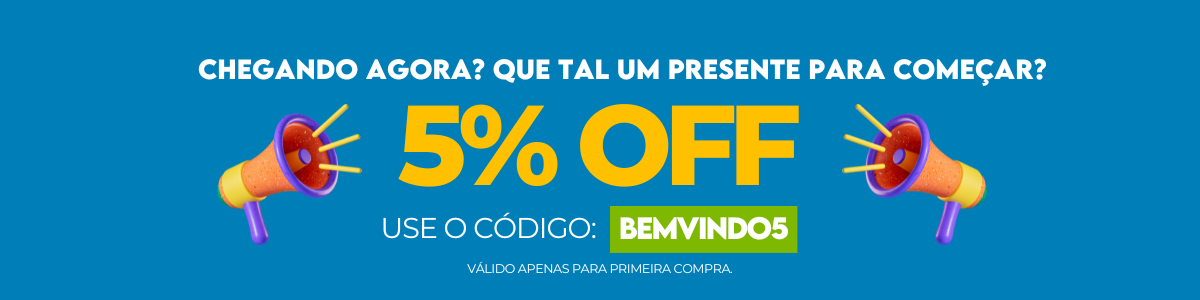 CHEGANDO AGORA? QUE TAL UM PRESENTE PARA COMEÇAR?
5% OFF
USE O CÓDIGO: BEMVINDO5
VÁLIDO APENAS PARA PRIMEIRA COMPRA.